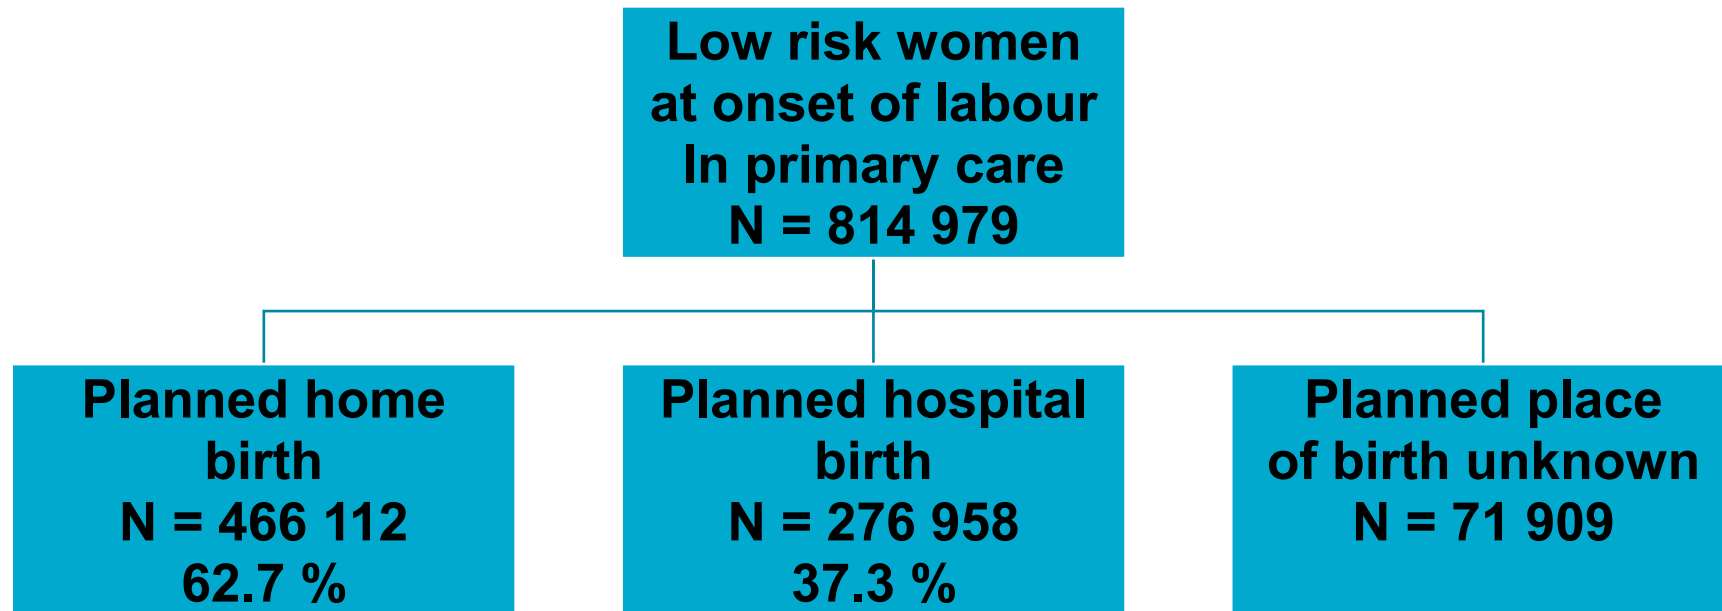 Low risk women
at onset of labour
In primary care
N = 814 979
Planned home
birth
N = 466 112
62.7 %
Planned hospital
birth
N = 276 958
37.3 %
Planned place
of birth unknown
N = 71 909